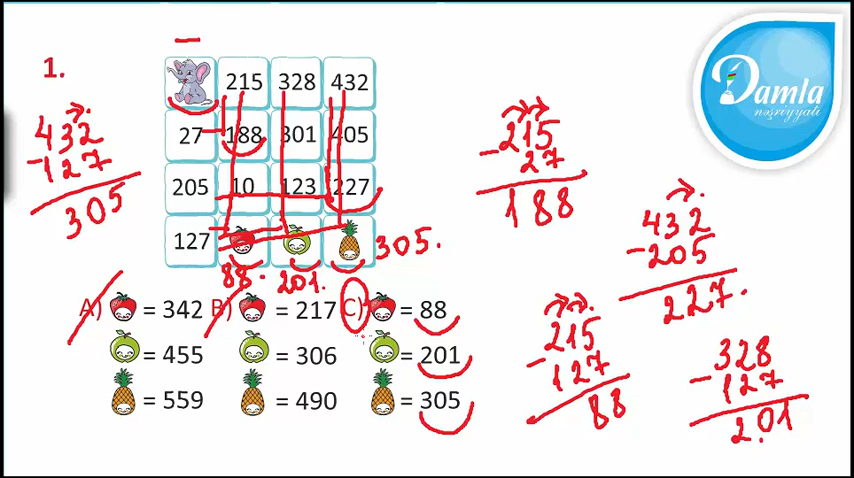 1.
–
215 328 432
27 188 301 405
205 10 123 227
127
88. 201. 305.
A) = 342 B) = 217 C) = 88
= 455 = 306 = 201
= 559 = 490 = 305
432
-127
305
215
- 27
188
432
-205
227.
215
-127
88
328
-127
201
Damla
nəşriyyatı